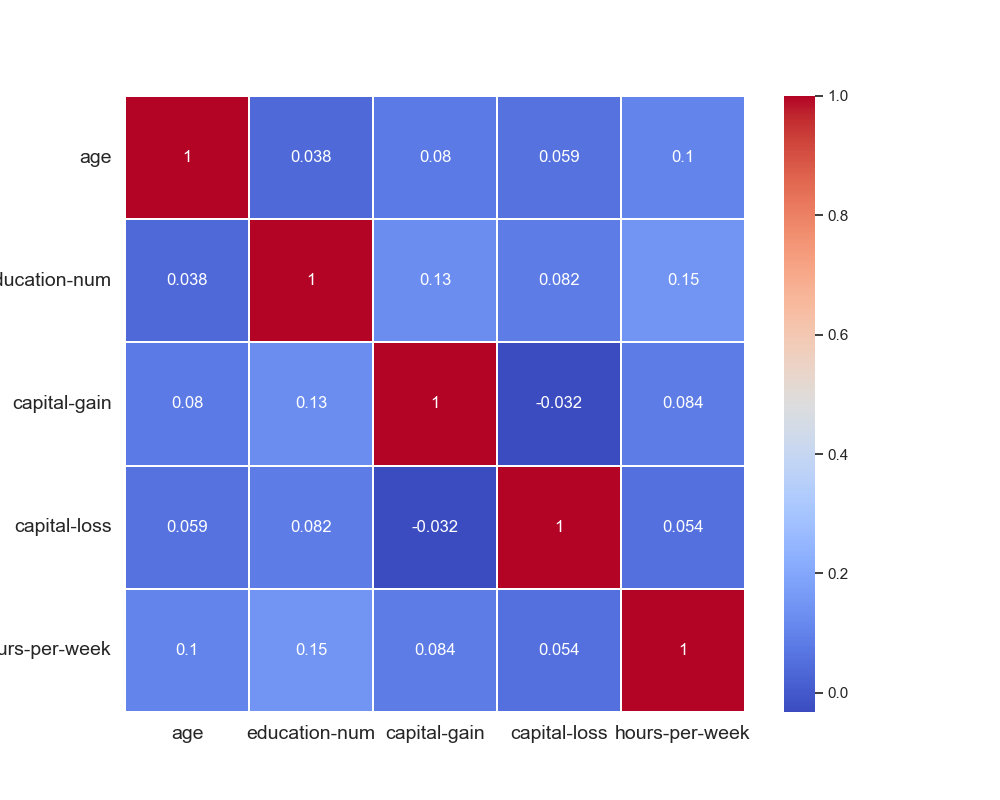 1.0
age 1 0.038 0.08 0.059 0.1
0.8
ducation-num 0.038 1 0.13 0.082 0.15
0.6
capital-gain 0.08 0.13 1 -0.032 0.084
0.4
capital-loss 0.059 0.082 -0.032 1 0.054
0.2
urs-per-week 0.1 0.15 0.084 0.054 1
0.0
age education-num capital-gain capital-loss hours-per-week